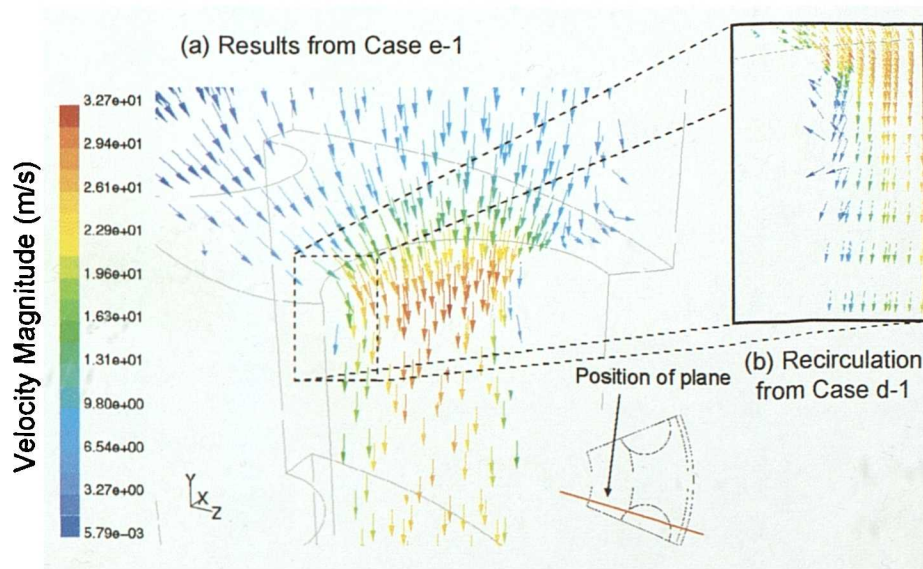 (a) Results from Case e-1
Velocity Magnitude (m/s)
3.27e+01
2.94e+01
2.61e+01
2.29e+01
1.96e+01
1.63e+01
1.31e+01
9.80e+00
6.54e+00
3.27e+00
5.79e-03
Y
X
Z
Position of plane
(b) Recirculation
from Case d-1